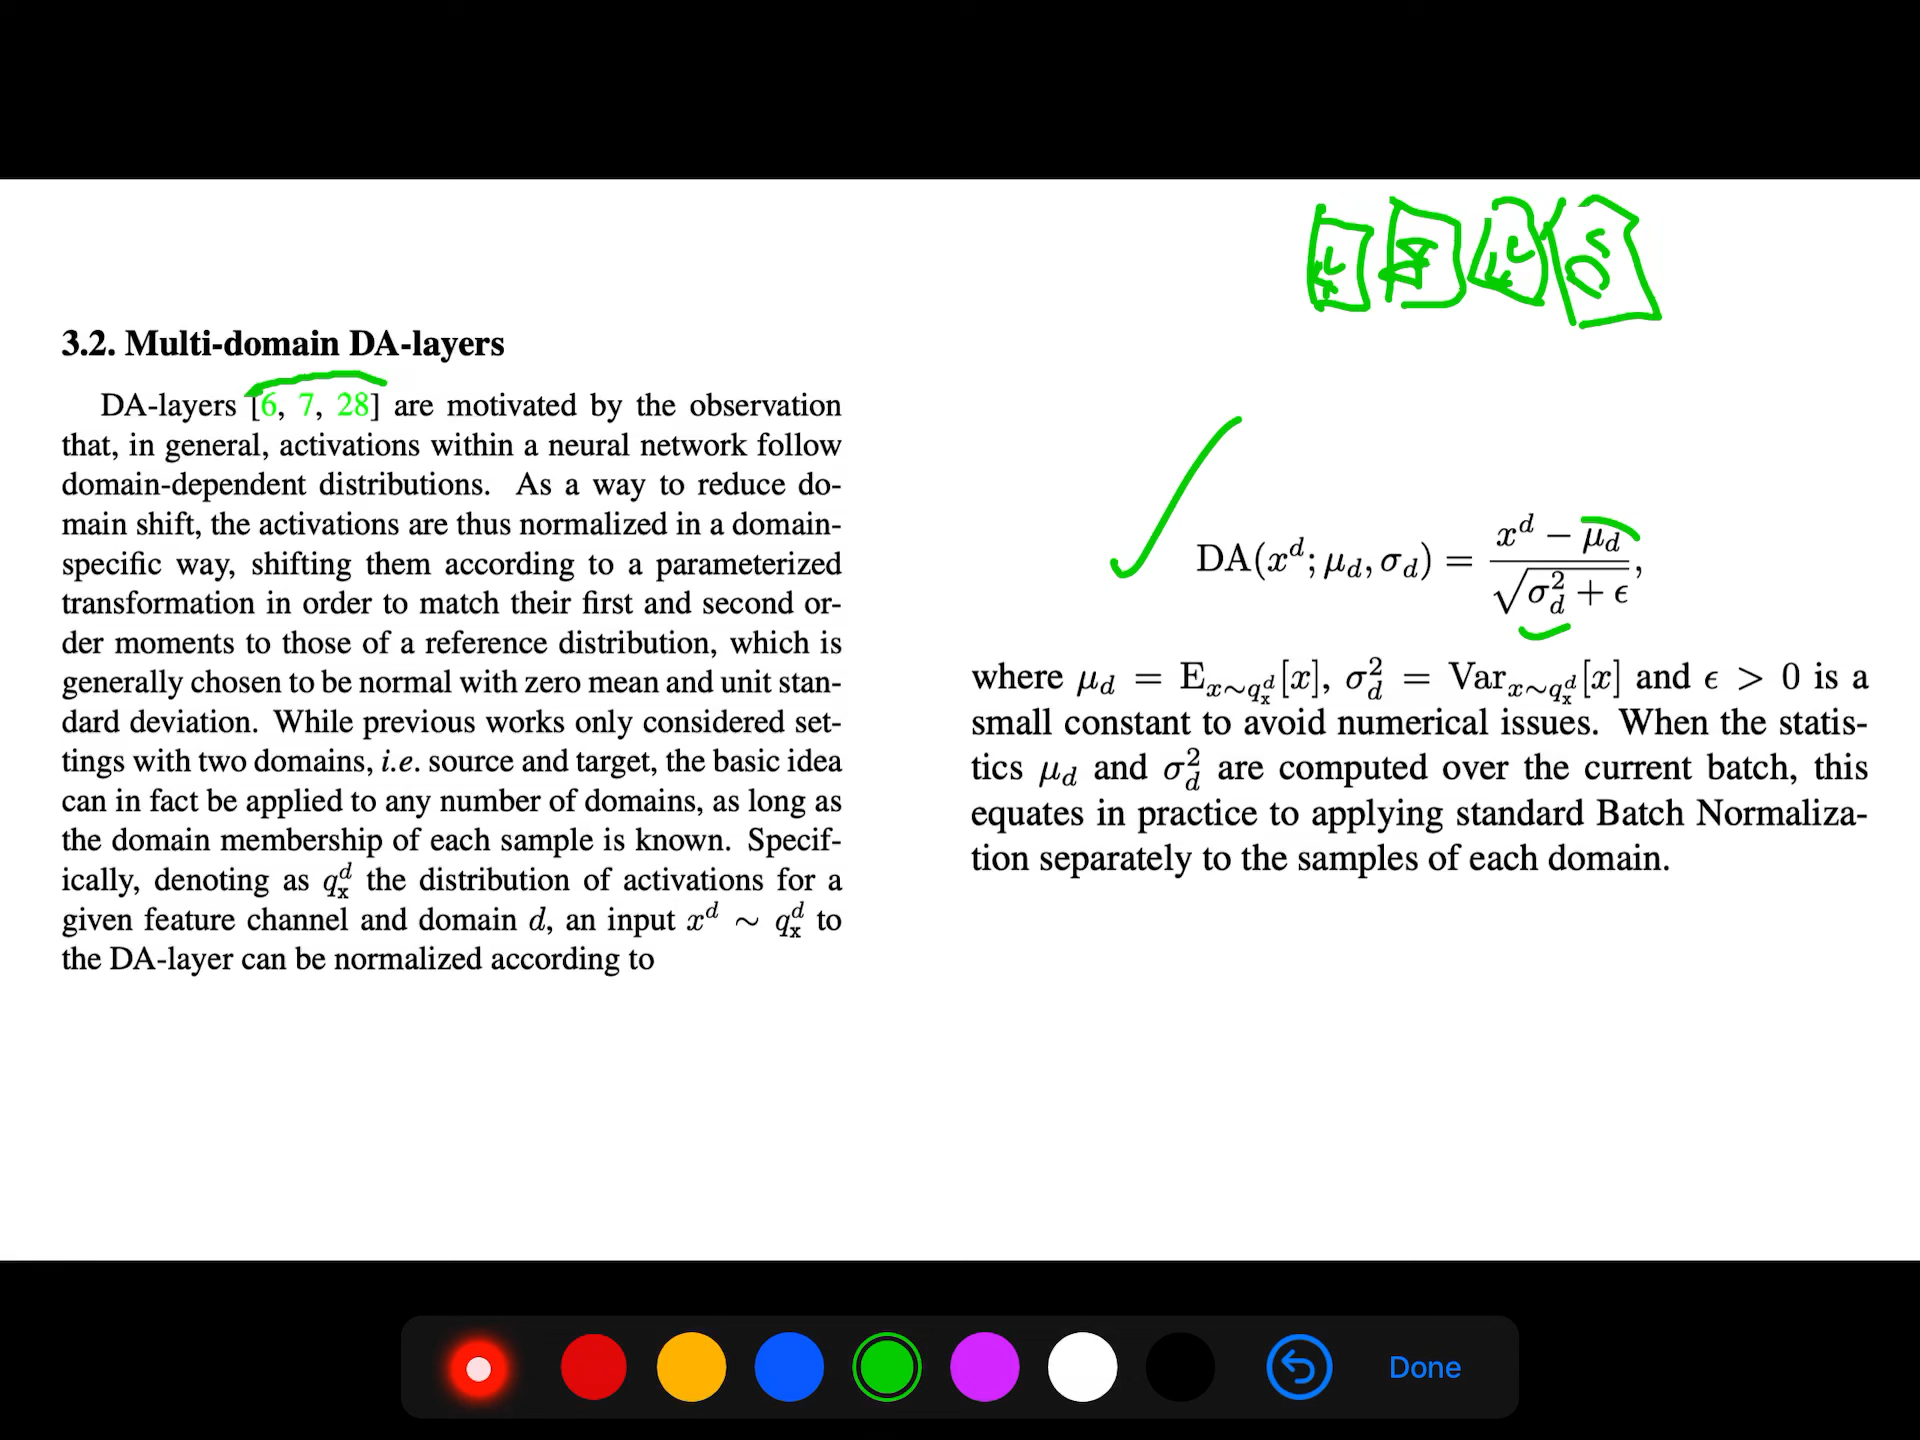 3.2. Multi-domain DA-layers
DA-layers [6, 7, 28] are motivated by the observation
that, in general, activations within a neural network follow
domain-dependent distributions. As a way to reduce do-
main shift, the activations are thus normalized in a domain-
specific way, shifting them according to a parameterized
transformation in order to match their first and second or-
der moments to those of a reference distribution, which is
generally chosen to be normal with zero mean and unit stan-
dard deviation. While previous works only considered set-
tings with two domains, i.e. source and target, the basic idea
can in fact be applied to any number of domains, as long as
the domain membership of each sample is known. Specif-
ically, denoting as q_x^d the distribution of activations for a
given feature channel and domain d, an input x^d ∼ q_x^d to
the DA-layer can be normalized according to
DA(x^d; μ_d, σ_d) = (x^d − μ_d) / √(σ_d^2 + ϵ),
where μ_d = E_{x∼q_x^d}[x], σ_d^2 = Var_{x∼q_x^d}[x] and ϵ > 0 is a
small constant to avoid numerical issues. When the statis-
tics μ_d and σ_d^2 are computed over the current batch, this
equates in practice to applying standard Batch Normaliza-
tion separately to the samples of each domain.
Done